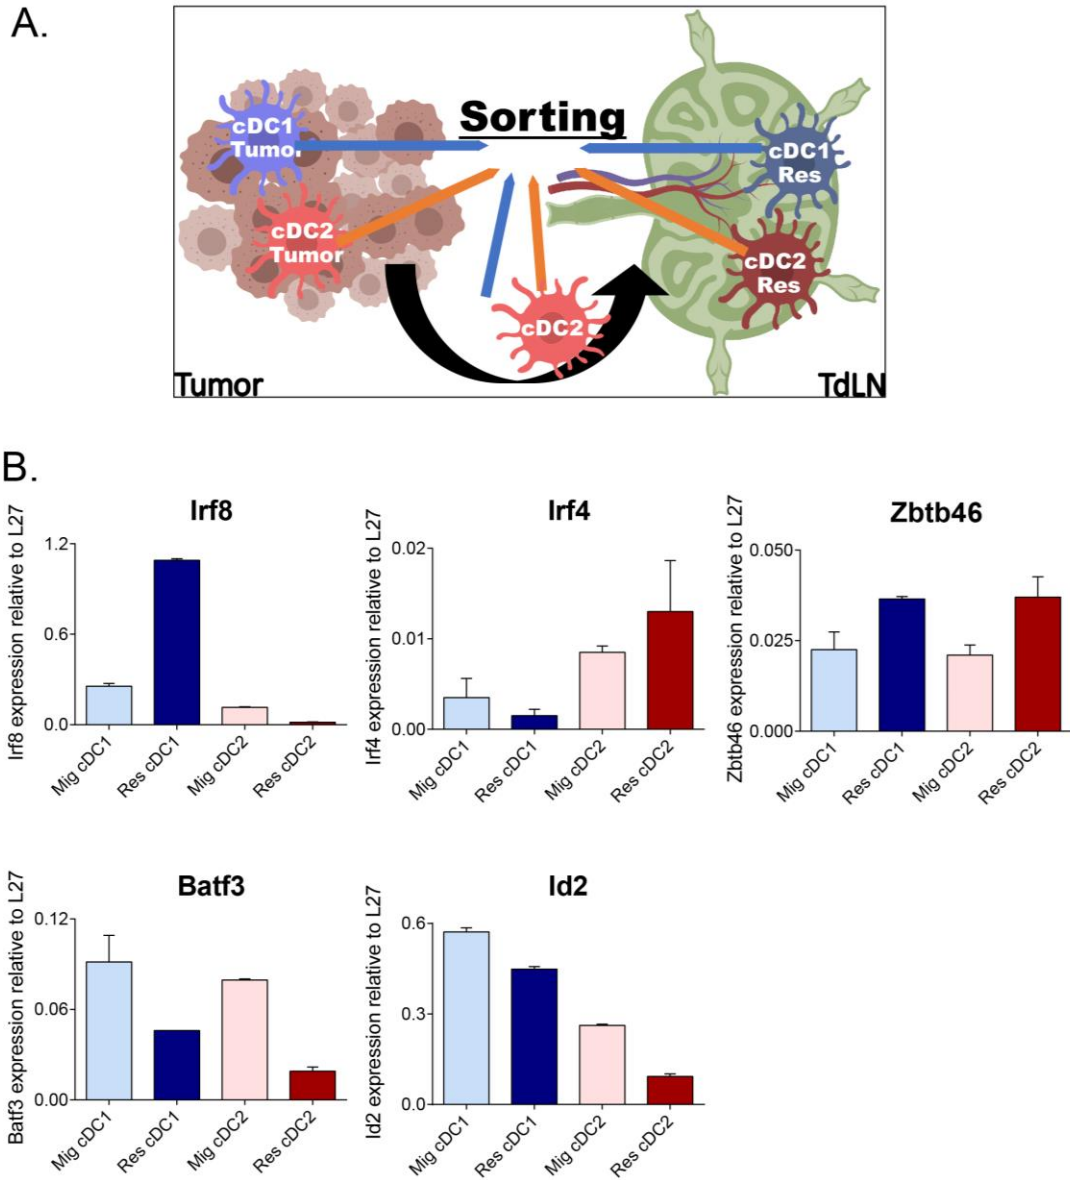 A.
Sorting
cDC1
Tumor
cDC2
Tumor
cDC1
Res
cDC2
Res
cDC2
Tumor
TdLN
B.
Irf8
Irf8 expression relative to L27
1.2
0.6
0.0
Mig cDC1
Res cDC1
Mig cDC2
Res cDC2
Irf4
Irf4 expression relative to L27
0.02
0.01
0.00
Mig cDC1
Res cDC1
Mig cDC2
Res cDC2
Zbtb46
Zbtb46 expression relative to L27
0.050
0.025
0.000
Mig cDC1
Res cDC1
Mig cDC2
Res cDC2
Batf3
Batf3 expression relative to L27
0.12
0.06
0.00
Mig cDC1
Res cDC1
Mig cDC2
Res cDC2
Id2
Id2 expression relative to L27
0.6
0.3
0.0
Mig cDC1
Res cDC1
Mig cDC2
Res cDC2